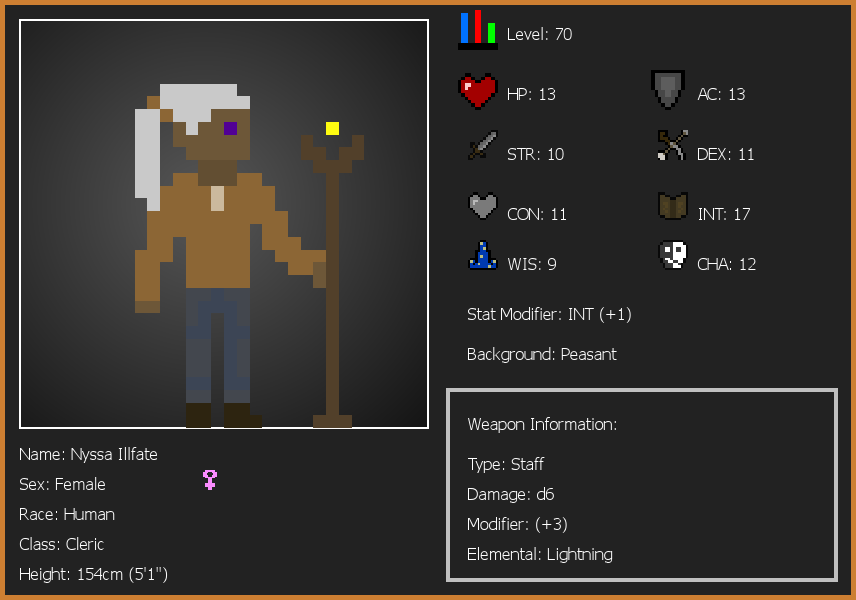 Level: 70
HP: 13
AC: 13
STR: 10
DEX: 11
CON: 11
INT: 17
WIS: 9
CHA: 12
Stat Modifier: INT (+1)
Background: Peasant
Weapon Information:
Type: Staff
Damage: d6
Modifier: (+3)
Elemental: Lightning
Name: Nyssa Illfate
Sex: Female
Race: Human
Class: Cleric
Height: 154cm (5'1")